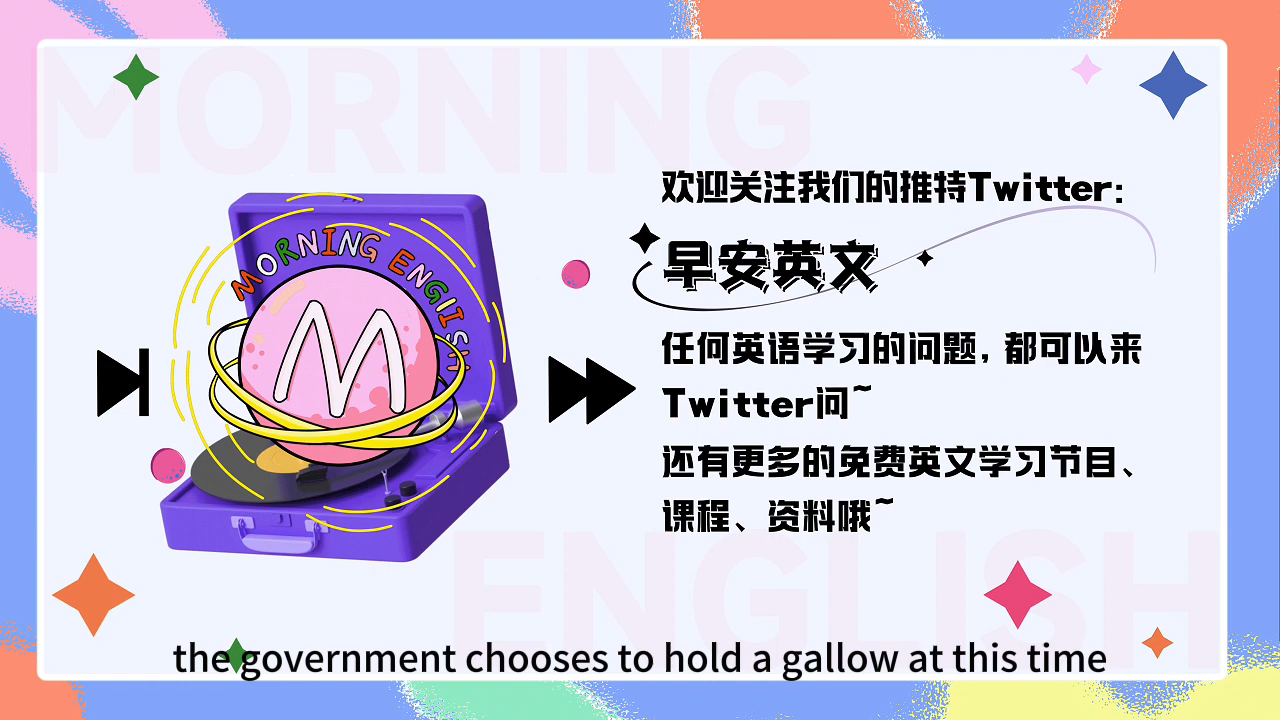 MORNING
欢迎关注我们的推特Twitter:
早安英文
任何英语学习的问题,都可以来
Twitter问~
还有更多的免费英文学习节目、
课程、资料哦~
MORNING ENGlISH
M
ENGLISH
the government chooses to hold a gallow at this time